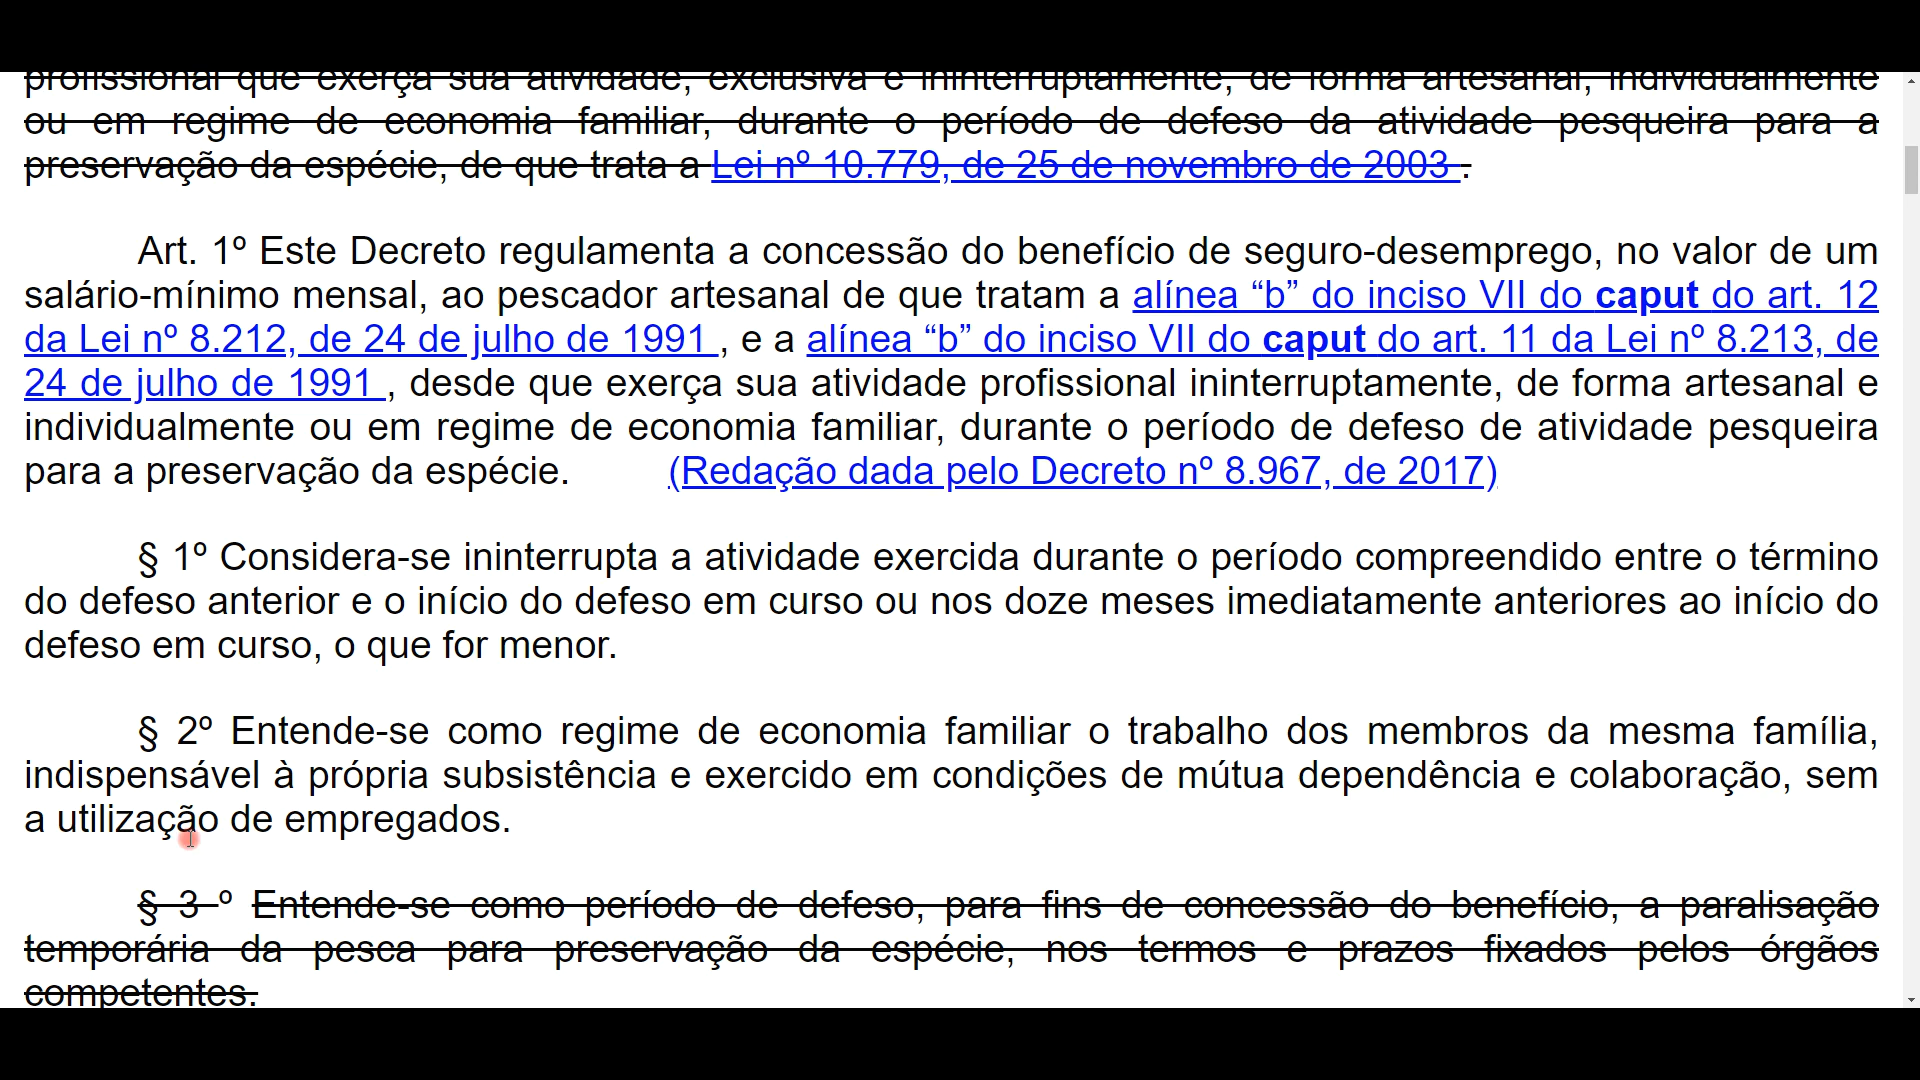 profissional que exerça sua atividade, exclusiva e ininterruptamente, de forma artesanal, individualmente
ou em regime de economia familiar, durante o período de defeso da atividade pesqueira para a
preservação da espécie, de que trata a Lei nº 10.779, de 25 de novembro de 2003 .
Art. 1º Este Decreto regulamenta a concessão do benefício de seguro-desemprego, no valor de um
salário-mínimo mensal, ao pescador artesanal de que tratam a alínea “b” do inciso VII do caput do art. 12
da Lei nº 8.212, de 24 de julho de 1991 , e a alínea “b” do inciso VII do caput do art. 11 da Lei nº 8.213, de
24 de julho de 1991 , desde que exerça sua atividade profissional ininterruptamente, de forma artesanal e
individualmente ou em regime de economia familiar, durante o período de defeso de atividade pesqueira
para a preservação da espécie. (Redação dada pelo Decreto nº 8.967, de 2017)
§ 1º Considera-se ininterrupta a atividade exercida durante o período compreendido entre o término
do defeso anterior e o início do defeso em curso ou nos doze meses imediatamente anteriores ao início do
defeso em curso, o que for menor.
§ 2º Entende-se como regime de economia familiar o trabalho dos membros da mesma família,
indispensável à própria subsistência e exercido em condições de mútua dependência e colaboração, sem
a utilização de empregados.
§ 3 º Entende-se como período de defeso, para fins de concessão do benefício, a paralisação
temporária da pesca para preservação da espécie, nos termos e prazos fixados pelos órgãos
competentes.